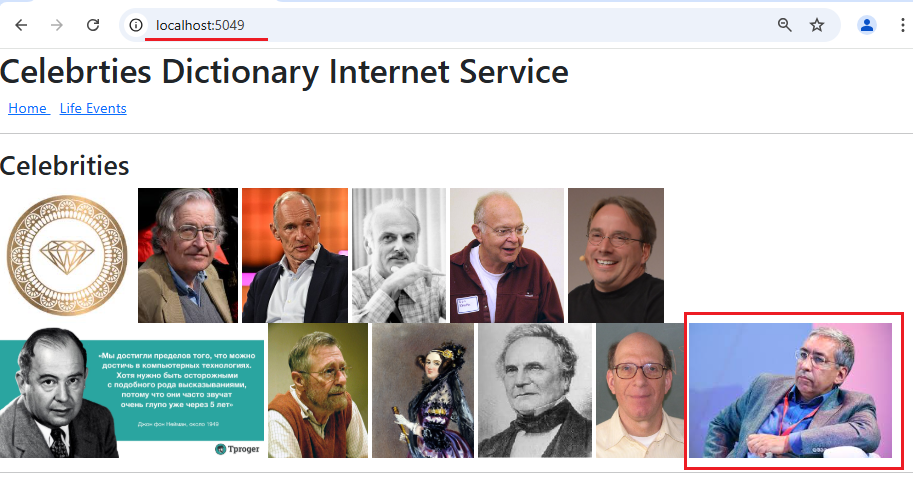 localhost:5049
Celebrties Dictionary Internet Service
Home Life Events
Celebrities
«Мы достигли пределов того, что можно
достичь в компьютерных технологиях.
Хотя нужно быть осторожными
с подобного рода высказываниями,
потому что они часто звучат
очень глупо уже через 5 лет»
Джон фон Нейман, около 1949
Tproger